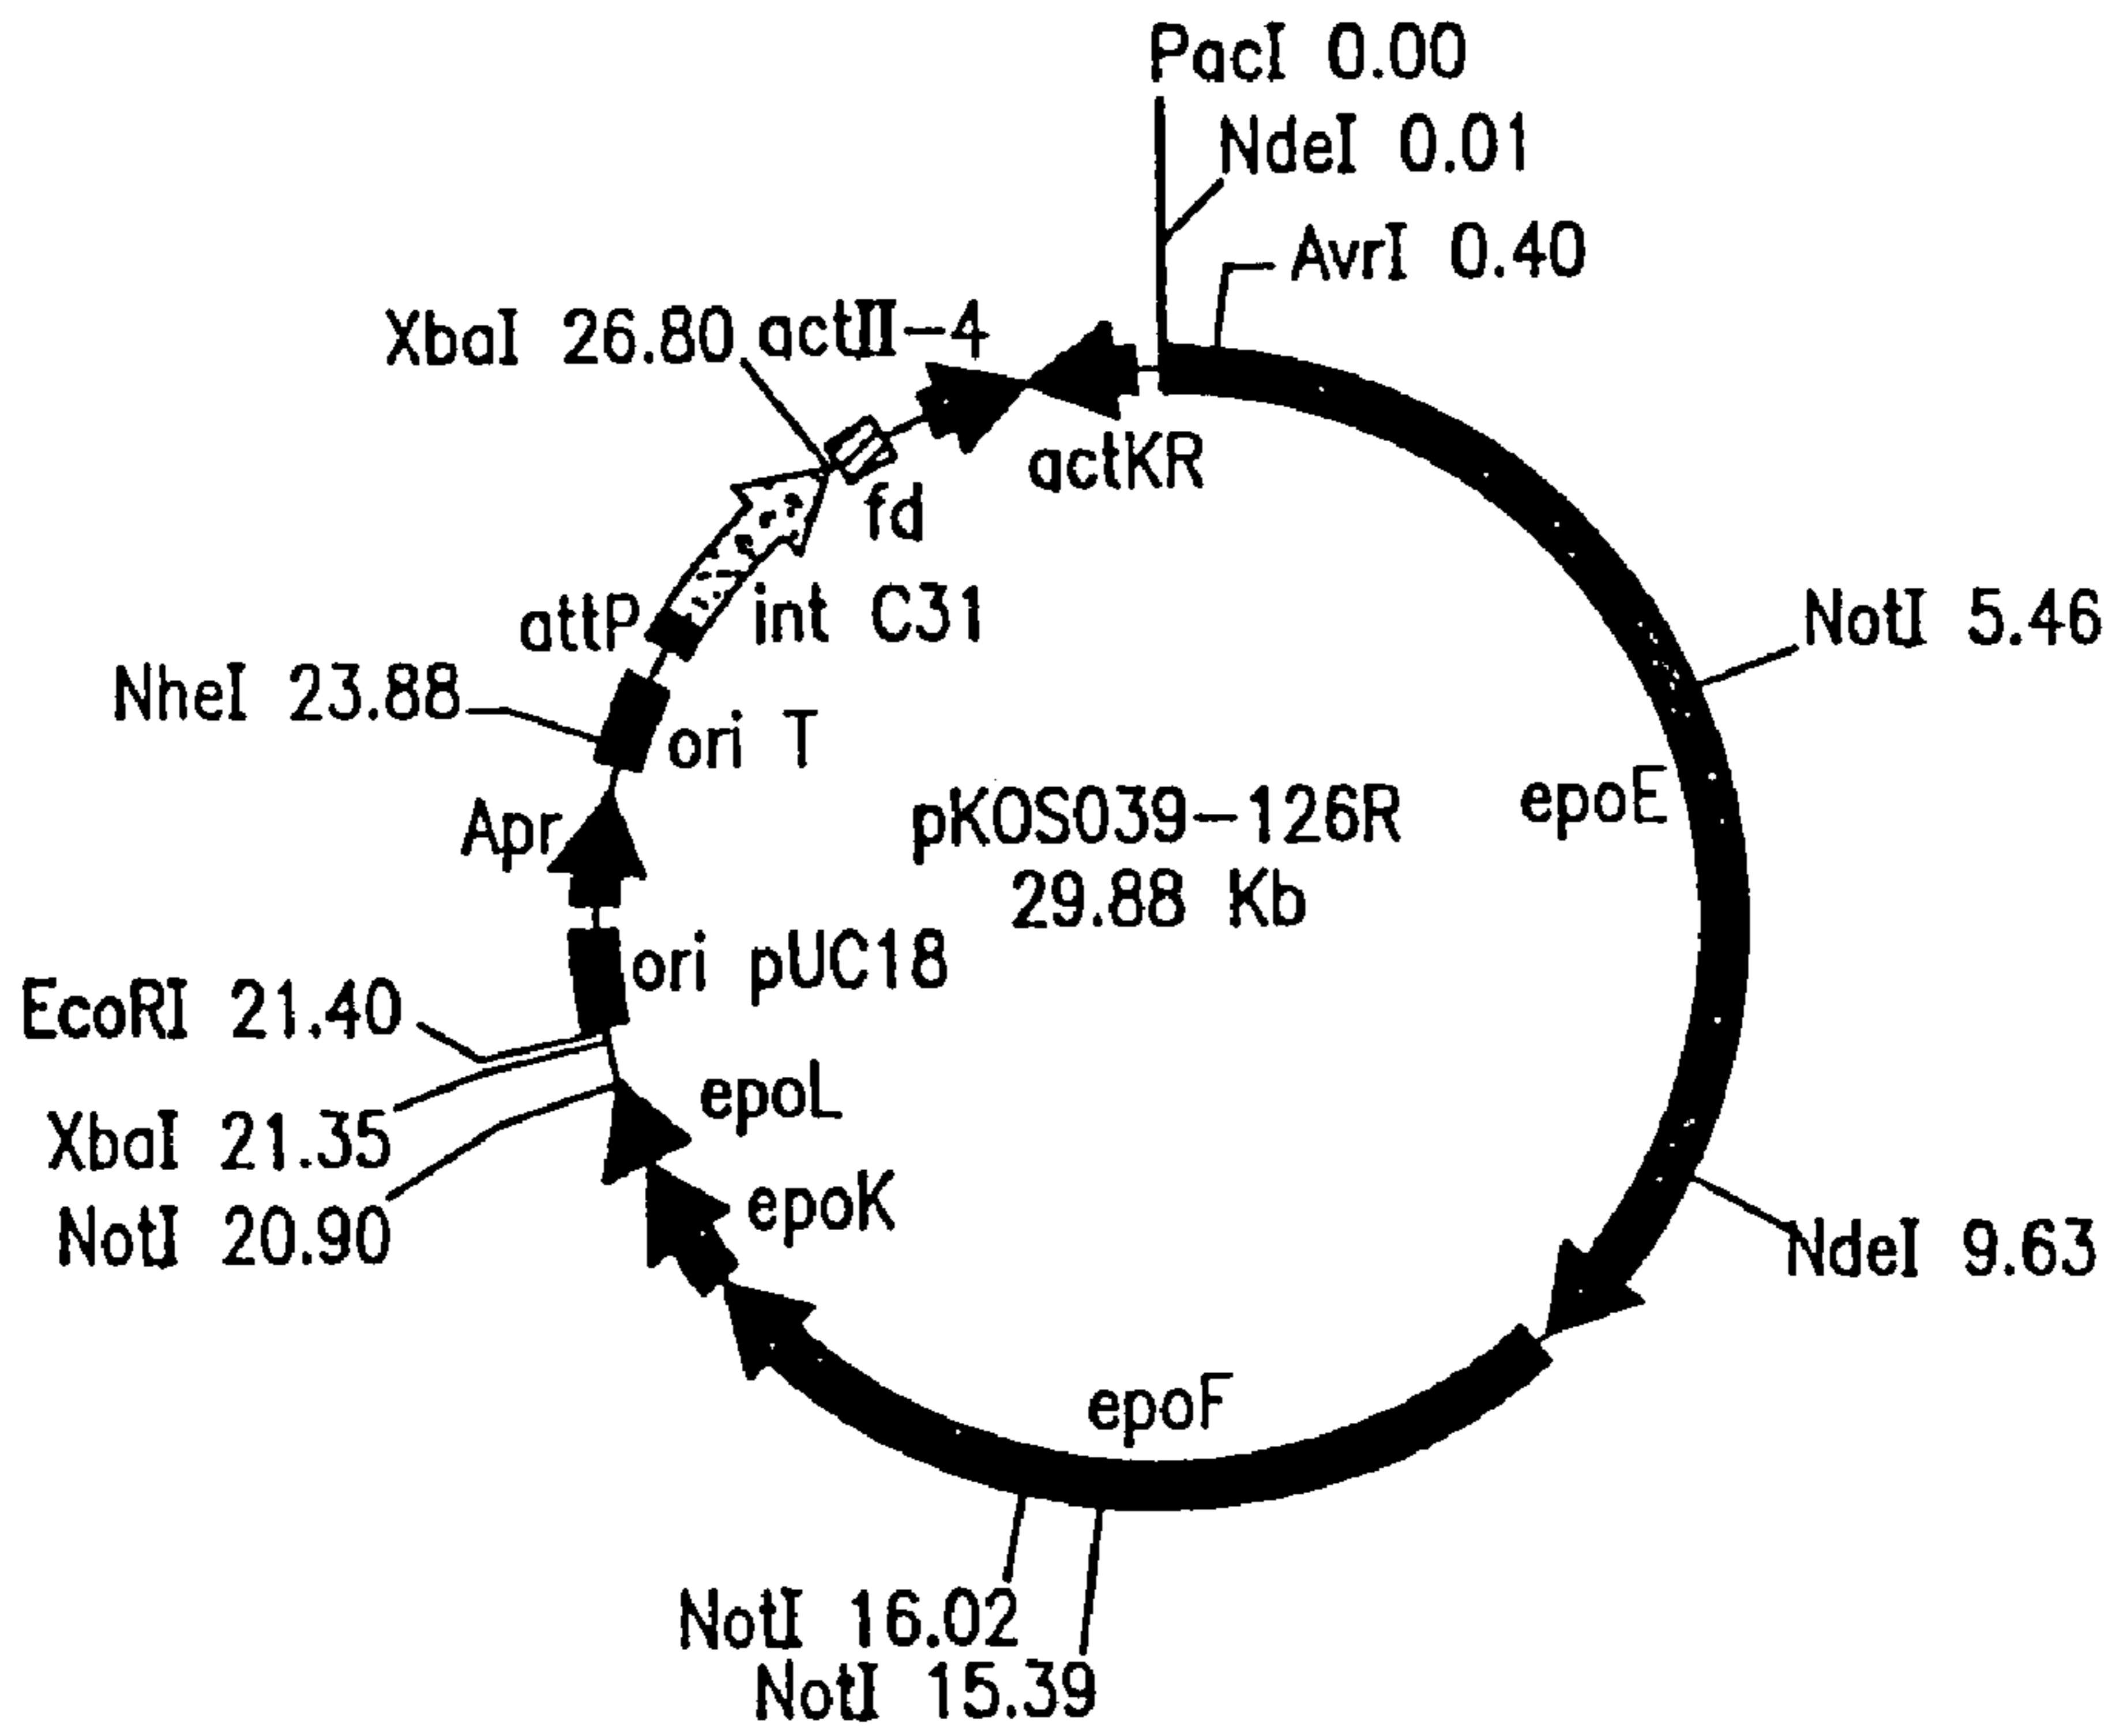 PacI 0.00
NdeI 0.01
AvrI 0.40
XbaI 26.80
actII-4
actKR
fd
attP
int C31
NotI 5.46
NheI 23.88
ori T
epoE
Apr
pKOS039-126R
29.88 Kb
ori pUC18
EcoRI 21.40
epoL
XbaI 21.35
epoK
NotI 20.90
NdeI 9.63
epoF
NotI 16.02
NotI 15.39